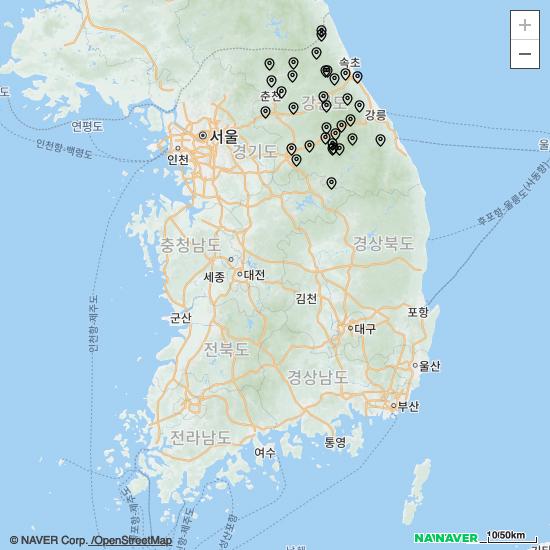 +
−
속초
춘천
강원도
강릉
연평도
서울
인천항-백령도
인천
경기도
울
후포항-울릉도(사동항)
충청남도
경상북도
세종
대전
인천항-제주도
김천
군산
포항
대구
전북도
경상남도
울산
부산
전라남도
통영
여수
© NAVER Corp. /OpenStreetMap
NAVER
10/50km